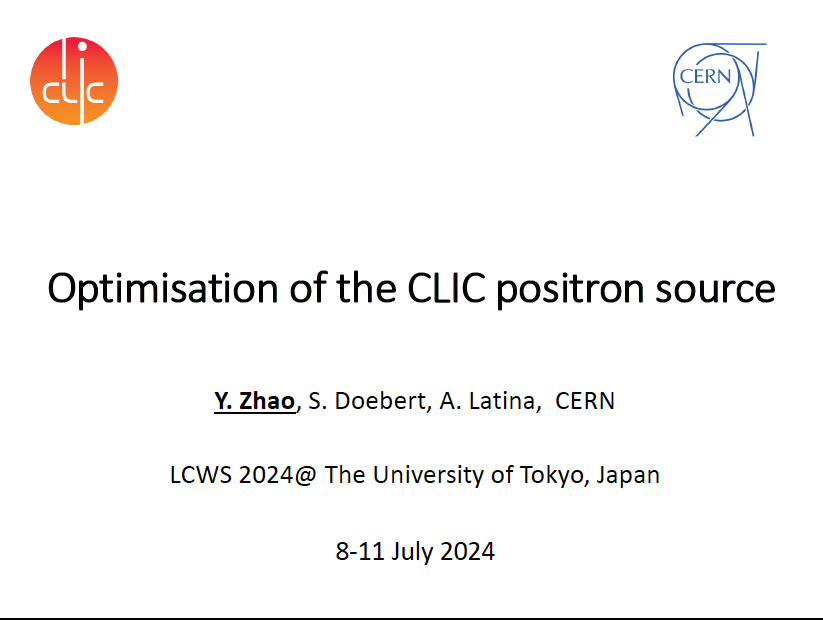 clic
CERN
Optimisation of the CLIC positron source
Y. Zhao, S. Doebert, A. Latina,  CERN
LCWS 2024@ The University of Tokyo, Japan
8-11 July 2024